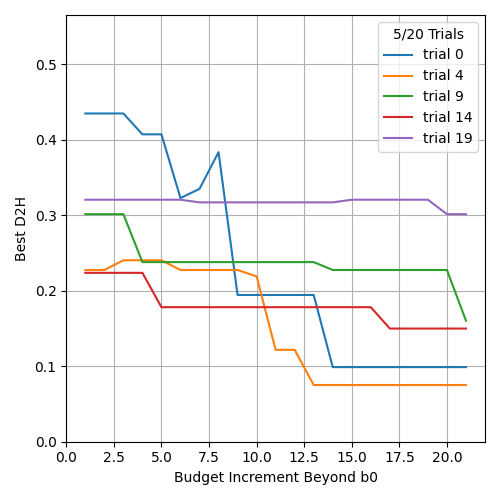 5/20 Trials
trial 0
trial 4
trial 9
trial 14
trial 19
Best D2H
0.5
0.4
0.3
0.2
0.1
0.0
0.0 2.5 5.0 7.5 10.0 12.5 15.0 17.5 20.0
Budget Increment Beyond b0